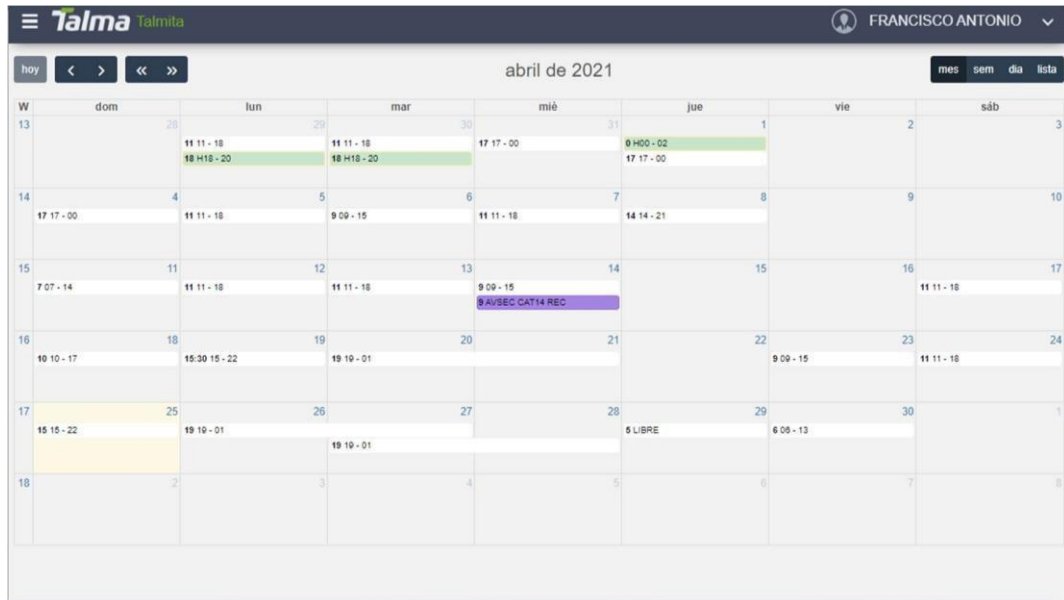 Talma Talmita FRANCISCO ANTONIO
hoy abril de 2021 mes sem dia lista
W dom lun mar miè jue vie sáb
13 28 29 30 31 1 2 3
11 11 - 18 11 11 - 18 17 17 - 00 0 H00 - 02
18 H18 - 20 18 H18 - 20 17 17 - 00
14 4 5 6 7 8 9 10
17 17 - 00 11 11 - 18 9 09 - 15 11 11 - 18 14 14 - 21
15 11 12 13 14 15 16 17
7 07 - 14 11 11 - 18 11 11 - 18 9 09 - 15 11 11 - 18
9 AVSEC CAT14 REC
16 18 19 20 21 22 23 24
10 10 - 17 15:30 15 - 22 19 19 - 01 9 09 - 15 11 11 - 18
17 25 26 27 28 29 30 1
15 15 - 22 19 19 - 01 5 LIBRE 6 06 - 13
19 19 - 01
18 2 3 4 5 6 7 8